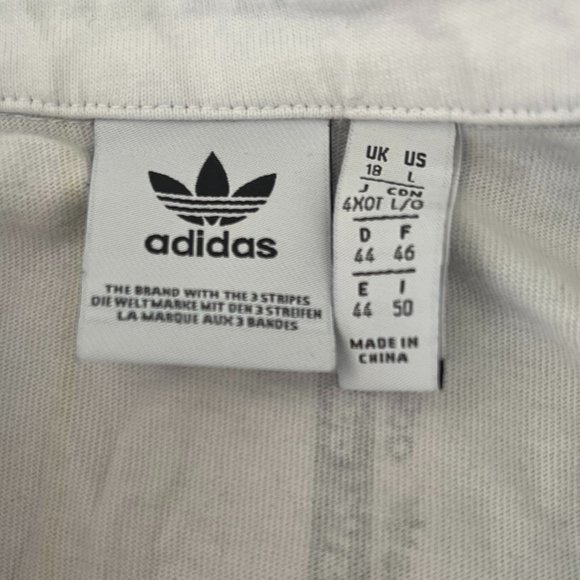 adidas
THE BRAND WITH THE 3 STRIPES
DIE WELTMARKE MIT DEN 3 STREIFEN
LA MARQUE AUX 3 BANDES
UK US
18 L
J CDN
4XOT L/G
D F
44 46
E I
44 50
MADE IN
CHINA